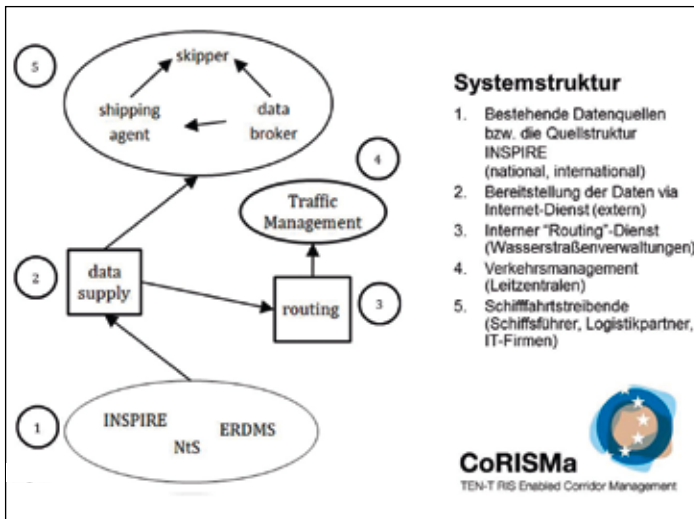 5
skipper
shipping
agent
data
broker
4
Traffic
Management
2
data
supply
routing
3
1
INSPIRE
NtS
ERDMS
Systemstruktur
1. Bestehende Datenquellen
bzw. die Quellstruktur
INSPIRE
(national, international)
2. Bereitstellung der Daten via
Internet-Dienst (extern)
3. Interner "Routing"-Dienst
(Wasserstraßenverwaltungen)
4. Verkehrsmanagement
(Leitzentralen)
5. Schifffahrtstreibende
(Schiffsführer, Logistikpartner,
IT-Firmen)
CoRISMa
TEN-T RIS Enabled Corridor Management